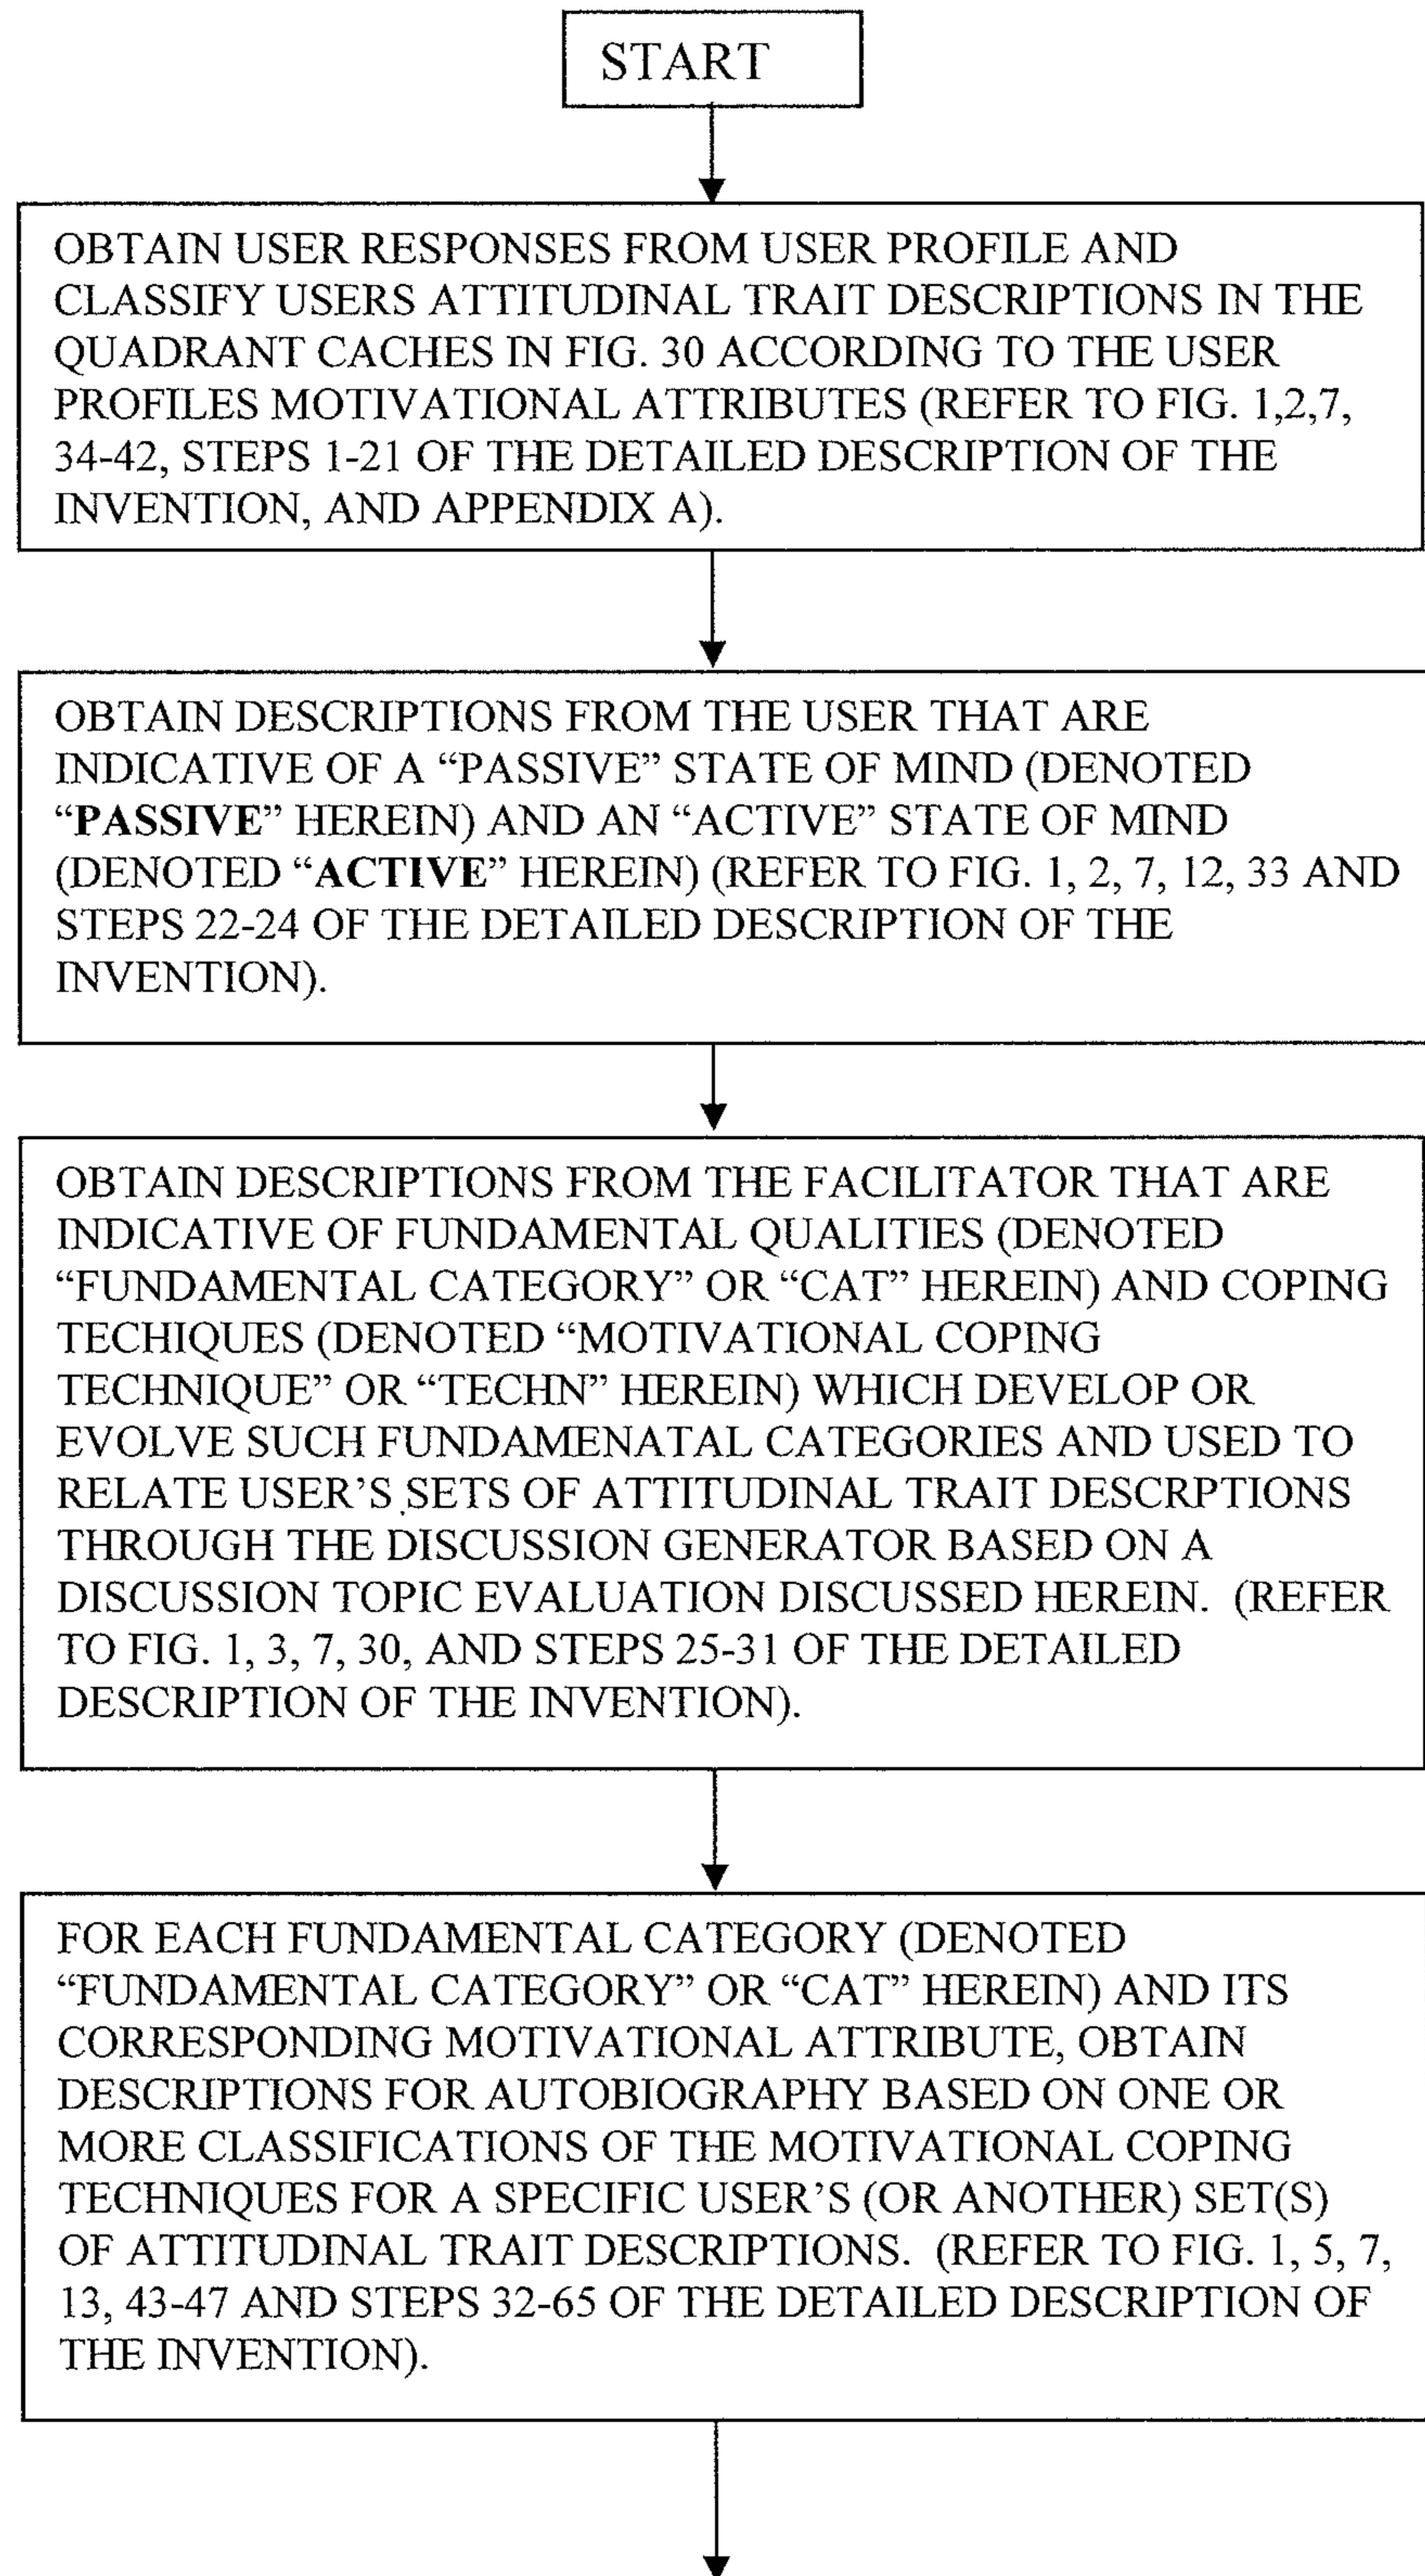 START
OBTAIN USER RESPONSES FROM USER PROFILE AND
CLASSIFY USERS ATTITUDINAL TRAIT DESCRIPTIONS IN THE
QUADRANT CACHES IN FIG. 30 ACCORDING TO THE USER
PROFILES MOTIVATIONAL ATTRIBUTES (REFER TO FIG. 1,2,7,
34-42, STEPS 1-21 OF THE DETAILED DESCRIPTION OF THE
INVENTION, AND APPENDIX A).
OBTAIN DESCRIPTIONS FROM THE USER THAT ARE
INDICATIVE OF A “PASSIVE” STATE OF MIND (DENOTED
“PASSIVE” HEREIN) AND AN “ACTIVE” STATE OF MIND
(DENOTED “ACTIVE” HEREIN) (REFER TO FIG. 1, 2, 7, 12, 33 AND
STEPS 22-24 OF THE DETAILED DESCRIPTION OF THE
INVENTION).
OBTAIN DESCRIPTIONS FROM THE FACILITATOR THAT ARE
INDICATIVE OF FUNDAMENTAL QUALITIES (DENOTED
“FUNDAMENTAL CATEGORY” OR “CAT” HEREIN) AND COPING
TECHIQUES (DENOTED “MOTIVATIONAL COPING
TECHNIQUE” OR “TECHN” HEREIN) WHICH DEVELOP OR
EVOLVE SUCH FUNDAMENATAL CATEGORIES AND USED TO
RELATE USER’S SETS OF ATTITUDINAL TRAIT DESCRPTIONS
THROUGH THE DISCUSSION GENERATOR BASED ON A
DISCUSSION TOPIC EVALUATION DISCUSSED HEREIN. (REFER
TO FIG. 1, 3, 7, 30, AND STEPS 25-31 OF THE DETAILED
DESCRIPTION OF THE INVENTION).
FOR EACH FUNDAMENTAL CATEGORY (DENOTED
“FUNDAMENTAL CATEGORY” OR “CAT” HEREIN) AND ITS
CORRESPONDING MOTIVATIONAL ATTRIBUTE, OBTAIN
DESCRIPTIONS FOR AUTOBIOGRAPHY BASED ON ONE OR
MORE CLASSIFICATIONS OF THE MOTIVATIONAL COPING
TECHNIQUES FOR A SPECIFIC USER’S (OR ANOTHER) SET(S)
OF ATTITUDINAL TRAIT DESCRIPTIONS. (REFER TO FIG. 1, 5, 7,
13, 43-47 AND STEPS 32-65 OF THE DETAILED DESCRIPTION OF
THE INVENTION).